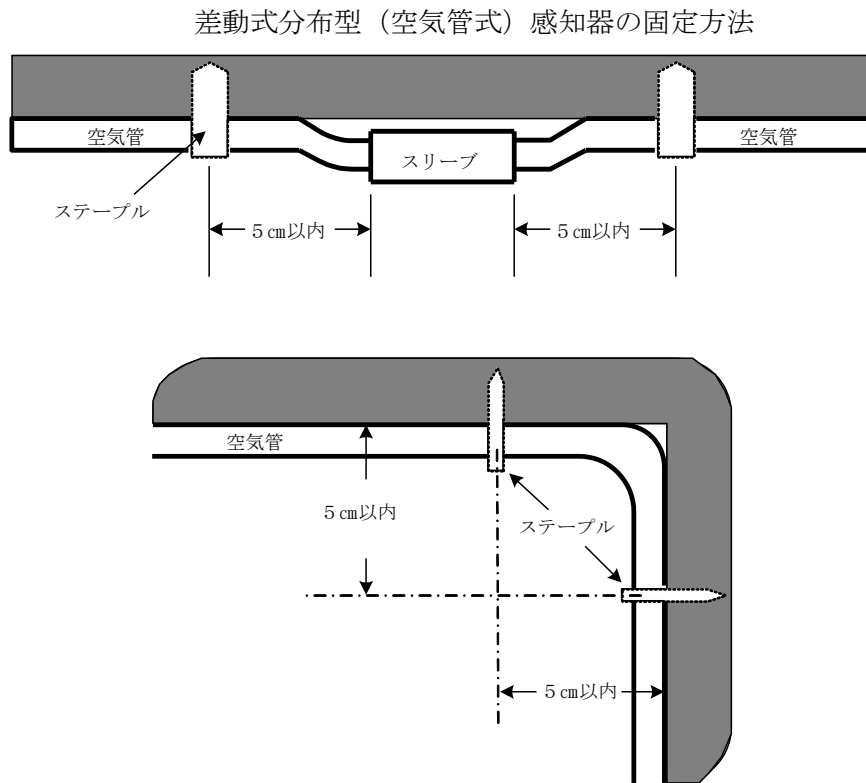 差動式分布型（空気管式）感知器の固定方法
空気管
スリーブ
空気管
ステープル
５㎝以内
５㎝以内
空気管
５㎝以内
ステープル
５㎝以内